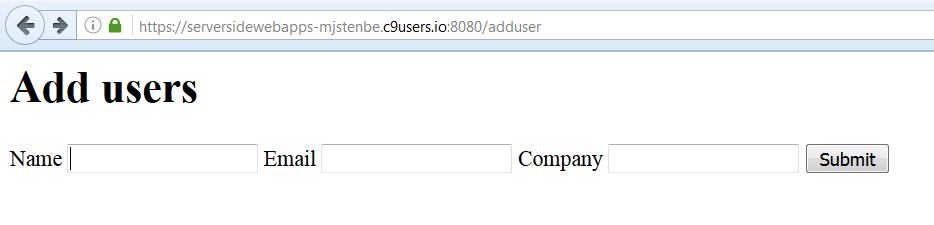 https://serversidewebapps-mjstenbe.c9users.io:8080/adduser
Add users
Name Email Company Submit